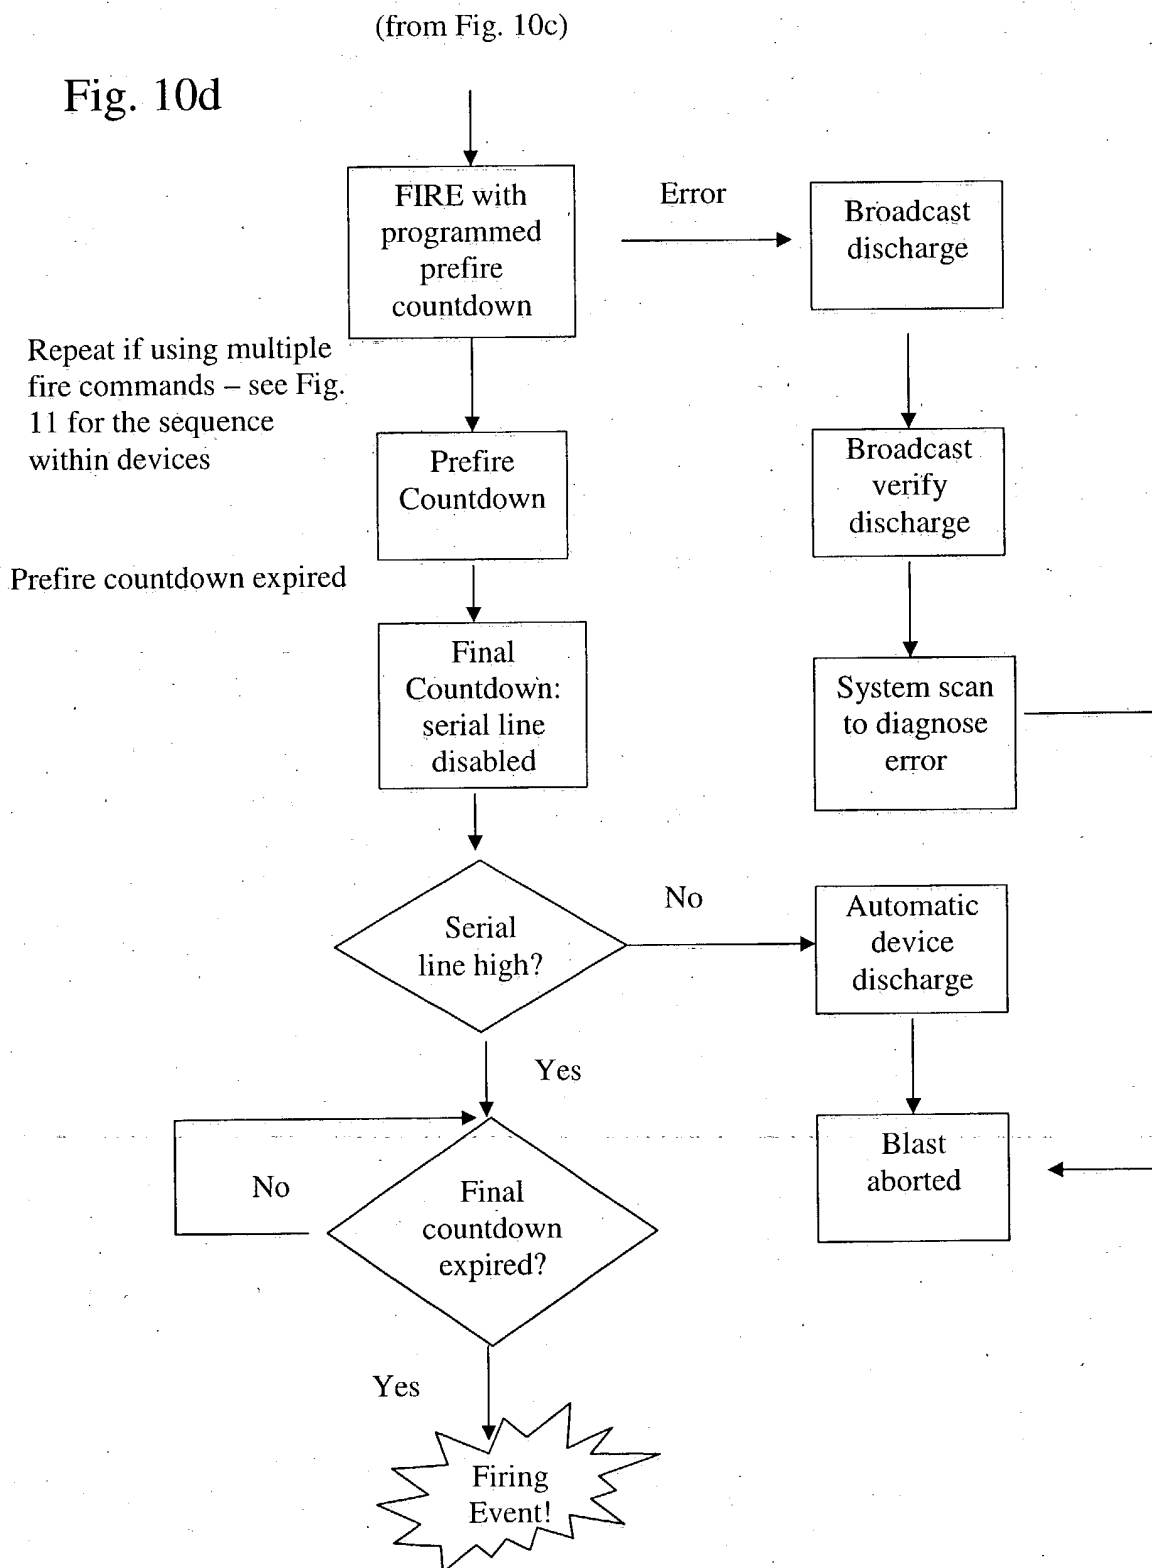 (from Fig. 10c)
Fig. 10d
FIRE with
programmed
prefire
countdown
Error
Broadcast
discharge
Repeat if using multiple
fire commands – see Fig.
11 for the sequence
within devices
Prefire
Countdown
Broadcast
verify
discharge
Prefire countdown expired
Final
Countdown:
serial line
disabled
System scan
to diagnose
error
Serial
line high?
No
Automatic
device
discharge
Yes
Blast
aborted
No
Final
countdown
expired?
Yes
Firing
Event!